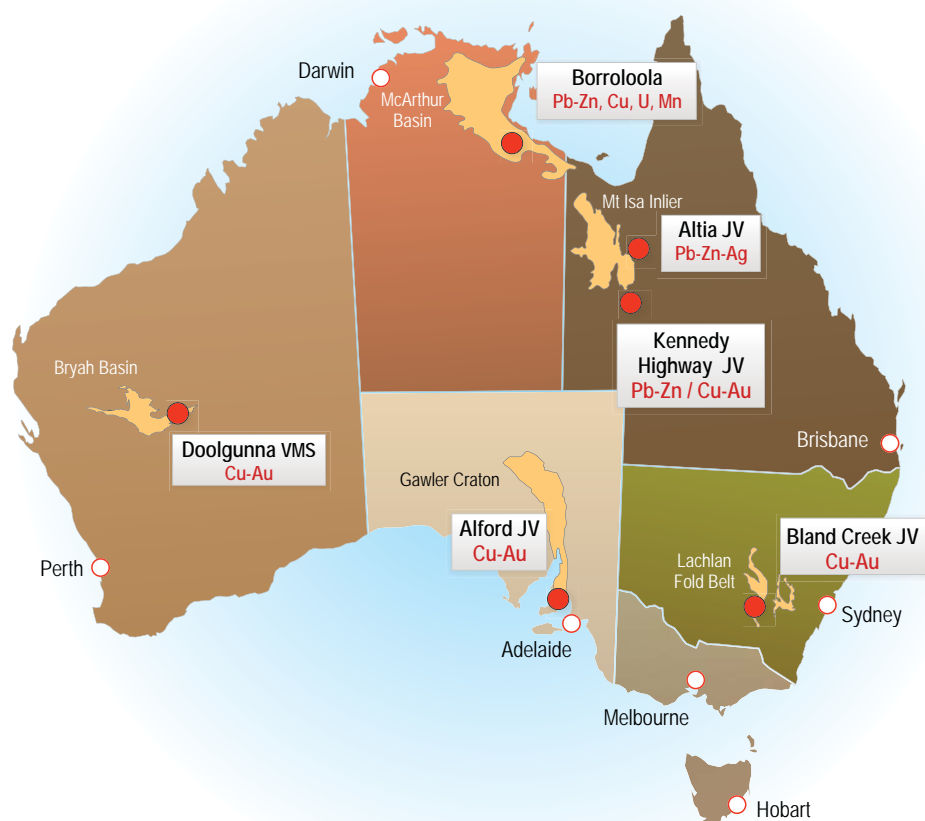 Darwin
McArthur
Basin
Borroloola
Pb-Zn, Cu, U, Mn
Mt Isa Inlier
Altia JV
Pb-Zn-Ag
Kennedy
Highway JV
Pb-Zn / Cu-Au
Bryah Basin
Doolgunna VMS
Cu-Au
Brisbane
Gawler Craton
Alford JV
Cu-Au
Bland Creek JV
Cu-Au
Lachlan
Fold Belt
Perth
Sydney
Adelaide
Melbourne
Hobart